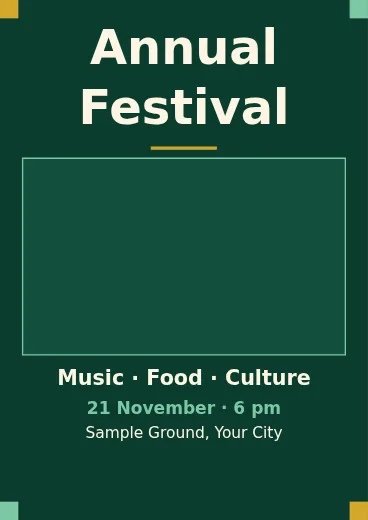 Annual
Festival
Music · Food · Culture
21 November · 6 pm
Sample Ground, Your City